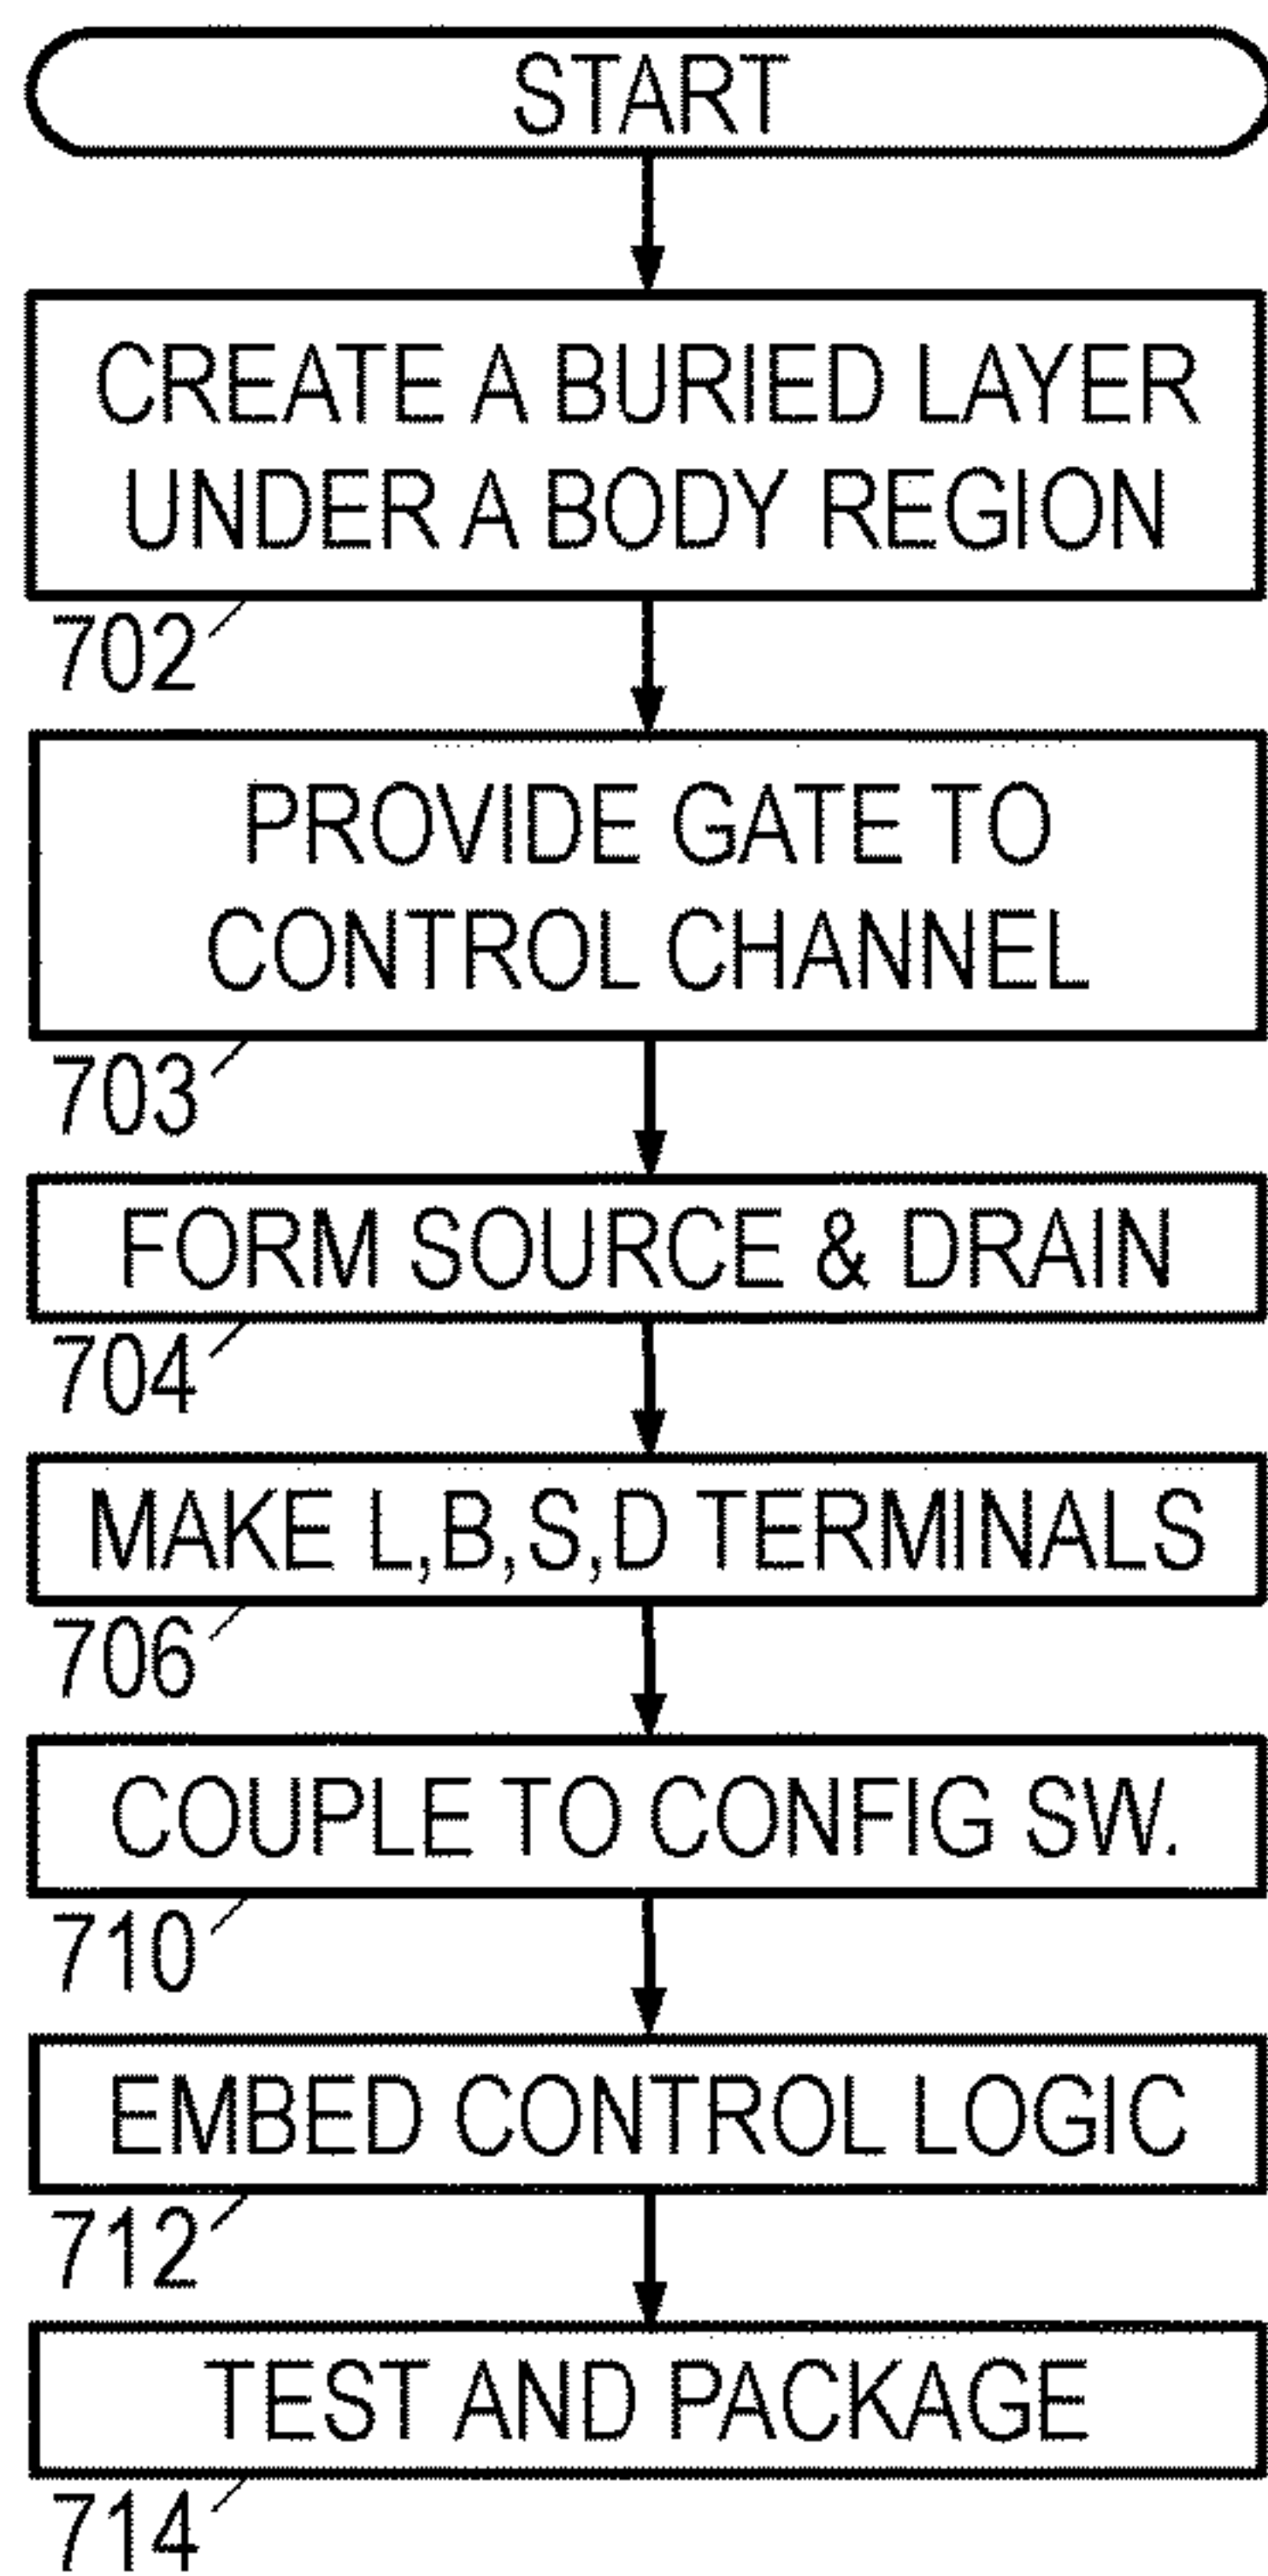 START
CREATE A BURIED LAYER
UNDER A BODY REGION
702
PROVIDE GATE TO
CONTROL CHANNEL
703
FORM SOURCE & DRAIN
704
MAKE L,B,S,D TERMINALS
706
COUPLE TO CONFIG SW.
710
EMBED CONTROL LOGIC
712
TEST AND PACKAGE
714